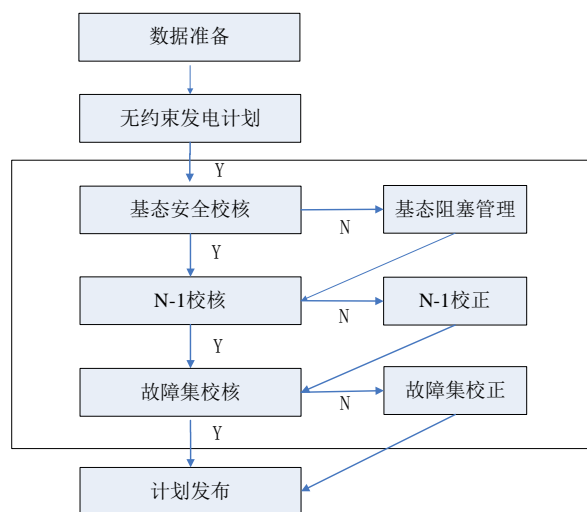 数据准备
无约束发电计划
Y
基态安全校核
N
基态阻塞管理
Y
N-1校核
N
N-1校正
Y
故障集校核
N
故障集校正
Y
计划发布